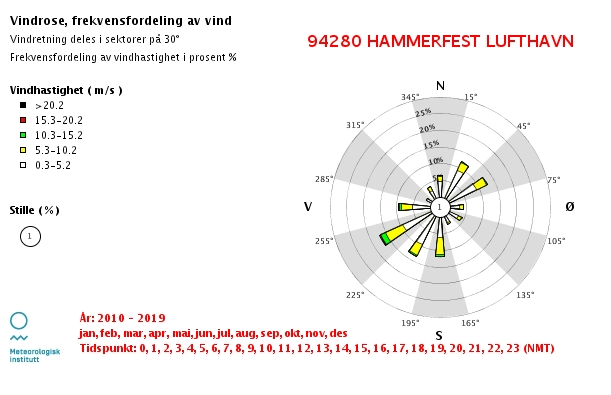 Vindrose, frekvensfordeling av vind
Vindretning deles i sektorer på 30°
Frekvensfordeling av vindhastighet i prosent %
94280 HAMMERFEST LUFTHAVN
Vindhastighet ( m/s )
>20.2
15.3-20.2
10.3-15.2
5.3-10.2
0.3-5.2
Stille (%)
1
N
345°
15°
315°
45°
285°
75°
V
Ø
255°
105°
225°
135°
195°
165°
S
25%
20%
15%
10%
1
År: 2010 - 2019
jan, feb, mar, apr, mai, jun, jul, aug, sep, okt, nov, des
Tidspunkt: 0, 1, 2, 3, 4, 5, 6, 7, 8, 9, 10, 11, 12, 13, 14, 15, 16, 17, 18, 19, 20, 21, 22, 23 (NMT)
Meteorologisk
institutt